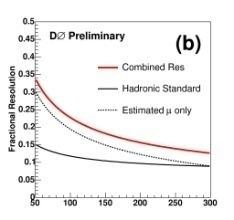 0.5
DØ Preliminary
(b)
0.45
0.4
0.35
0.3
0.25
0.2
0.15
0.1
0.05
0
Combined Res
Hadronic Standard
Estimated μ only
Fractional Resolution
50 100 150 200 250 300